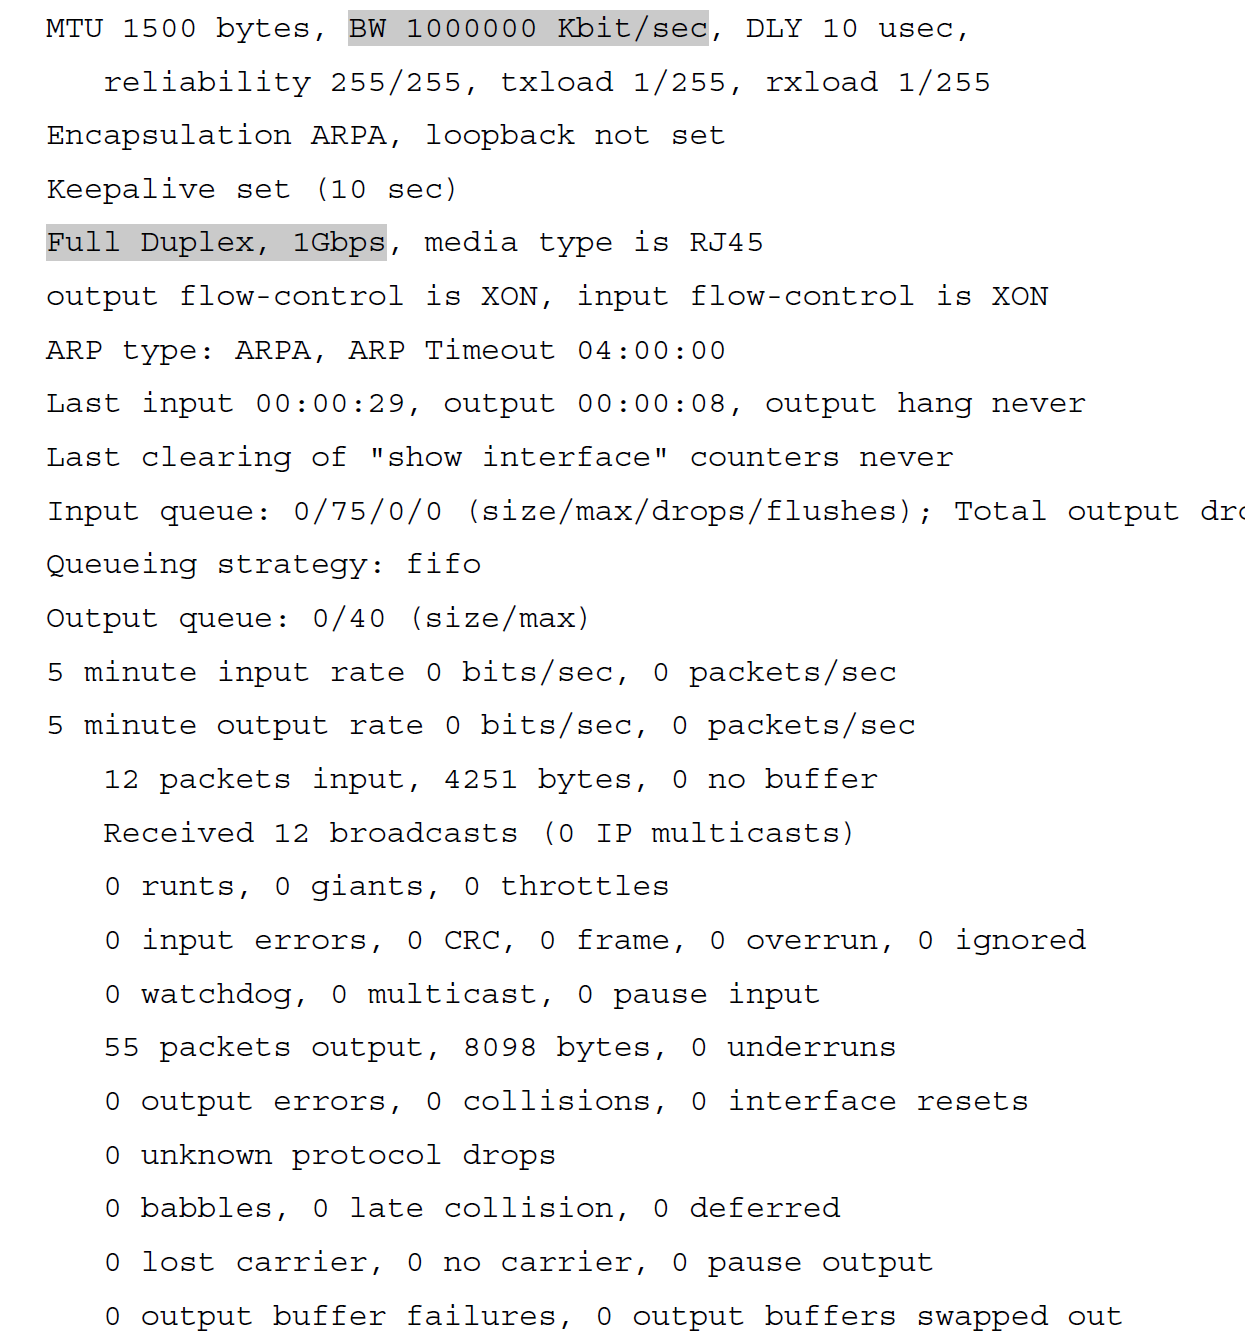 MTU 1500 bytes, BW 1000000 Kbit/sec, DLY 10 usec,
reliability 255/255, txload 1/255, rxload 1/255
Encapsulation ARPA, loopback not set
Keepalive set (10 sec)
Full Duplex, 1Gbps, media type is RJ45
output flow-control is XON, input flow-control is XON
ARP type: ARPA, ARP Timeout 04:00:00
Last input 00:00:29, output 00:00:08, output hang never
Last clearing of "show interface" counters never
Input queue: 0/75/0/0 (size/max/drops/flushes); Total output
Queueing strategy: fifo
Output queue: 0/40 (size/max)
5 minute input rate 0 bits/sec, 0 packets/sec
5 minute output rate 0 bits/sec, 0 packets/sec
12 packets input, 4251 bytes, 0 no buffer
Received 12 broadcasts (0 IP multicasts)
0 runts, 0 giants, 0 throttles
0 input errors, 0 CRC, 0 frame, 0 overrun, 0 ignored
0 watchdog, 0 multicast, 0 pause input
55 packets output, 8098 bytes, 0 underruns
0 output errors, 0 collisions, 0 interface resets
0 unknown protocol drops
0 babbles, 0 late collision, 0 deferred
0 lost carrier, 0 no carrier, 0 pause output
0 output buffer failures, 0 output buffers swapped out